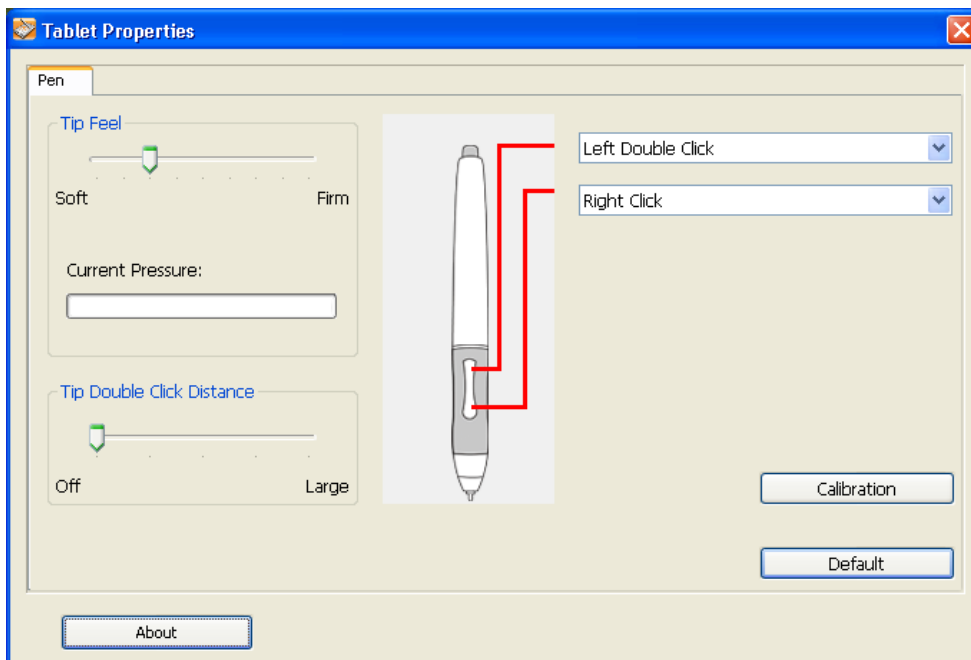 Tablet Properties
Pen
Tip Feel
Soft Firm
Current Pressure:
Tip Double Click Distance
Off Large
Left Double Click
Right Click
Calibration
Default
About